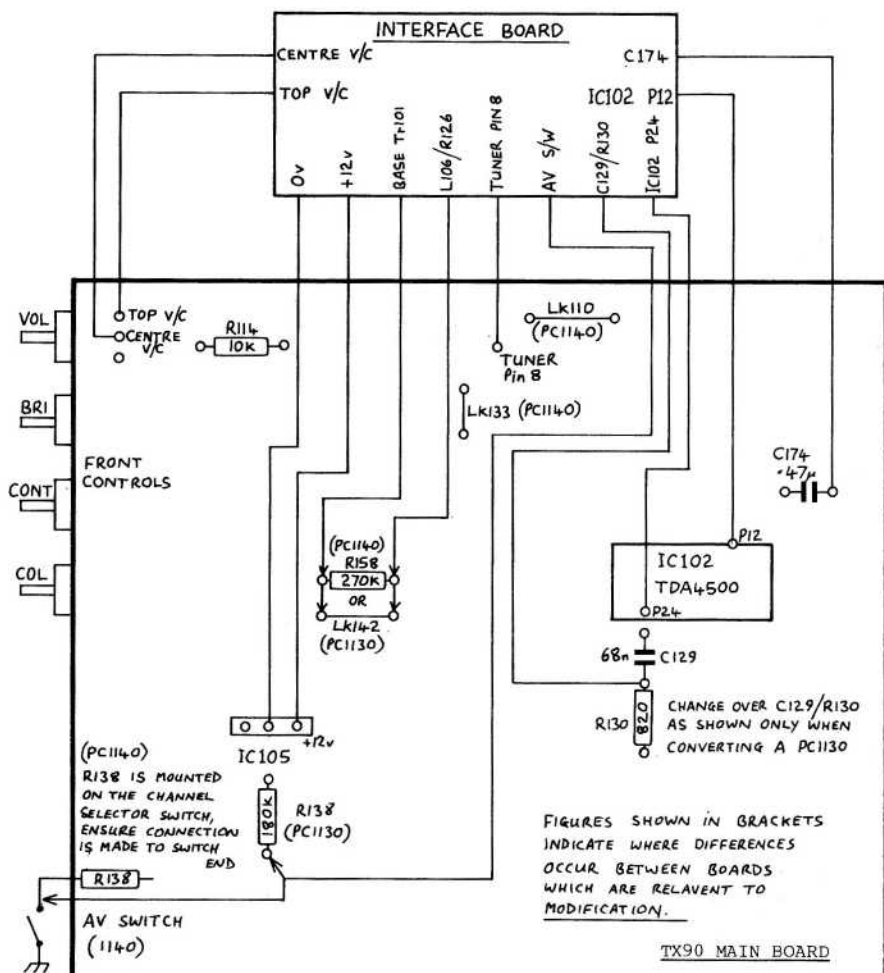 INTERFACE BOARD
CENTRE V/C
C174
TOP V/C
IC102 P12
0v
+12v
BASE Tr101
L106/R126
TUNER PIN 8
AV S/W
C129/R130
IC102 P24
VOL
TOP V/C
CENTRE
V/C
R114
10K
Lk110
(PC1140)
TUNER
Pin 8
BRI
Lk133 (PC1140)
FRONT
CONTROLS
CONT
C174
.47µ
COL
(PC1140)
R158
270K
OR
Lk142
(PC1130)
P12
IC102
TDA4500
P24
68n
C129
R130
820
CHANGE OVER C129/R130
AS SHOWN ONLY WHEN
CONVERTING A PC1130
+12v
IC105
(PC1140)
R138 IS MOUNTED
ON THE CHANNEL
SELECTOR SWITCH,
ENSURE CONNECTION
IS MADE TO SWITCH
END
180K
R138
(PC1130)
R138
AV SWITCH
(1140)
FIGURES SHOWN IN BRACKETS
INDICATE WHERE DIFFERENCES
OCCUR BETWEEN BOARDS
WHICH ARE RELAVENT TO
MODIFICATION.
TX90 MAIN BOARD